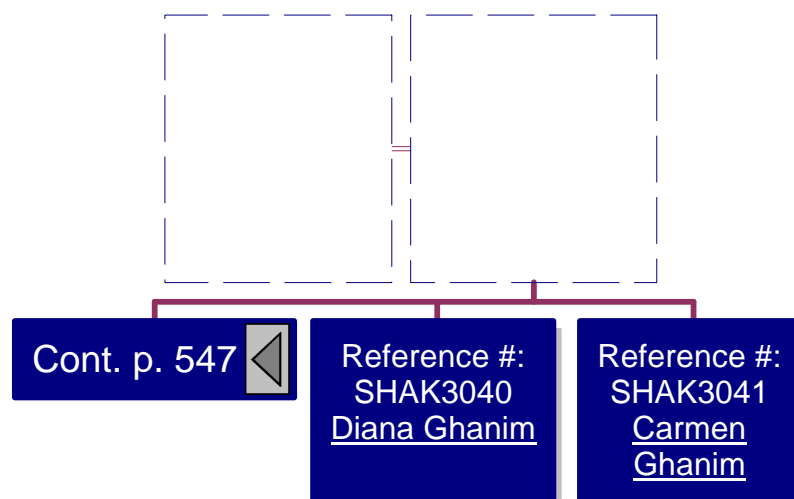 Cont. p. 547
Reference #:
SHAK3040
Diana Ghanim
Reference #:
SHAK3041
Carmen
Ghanim